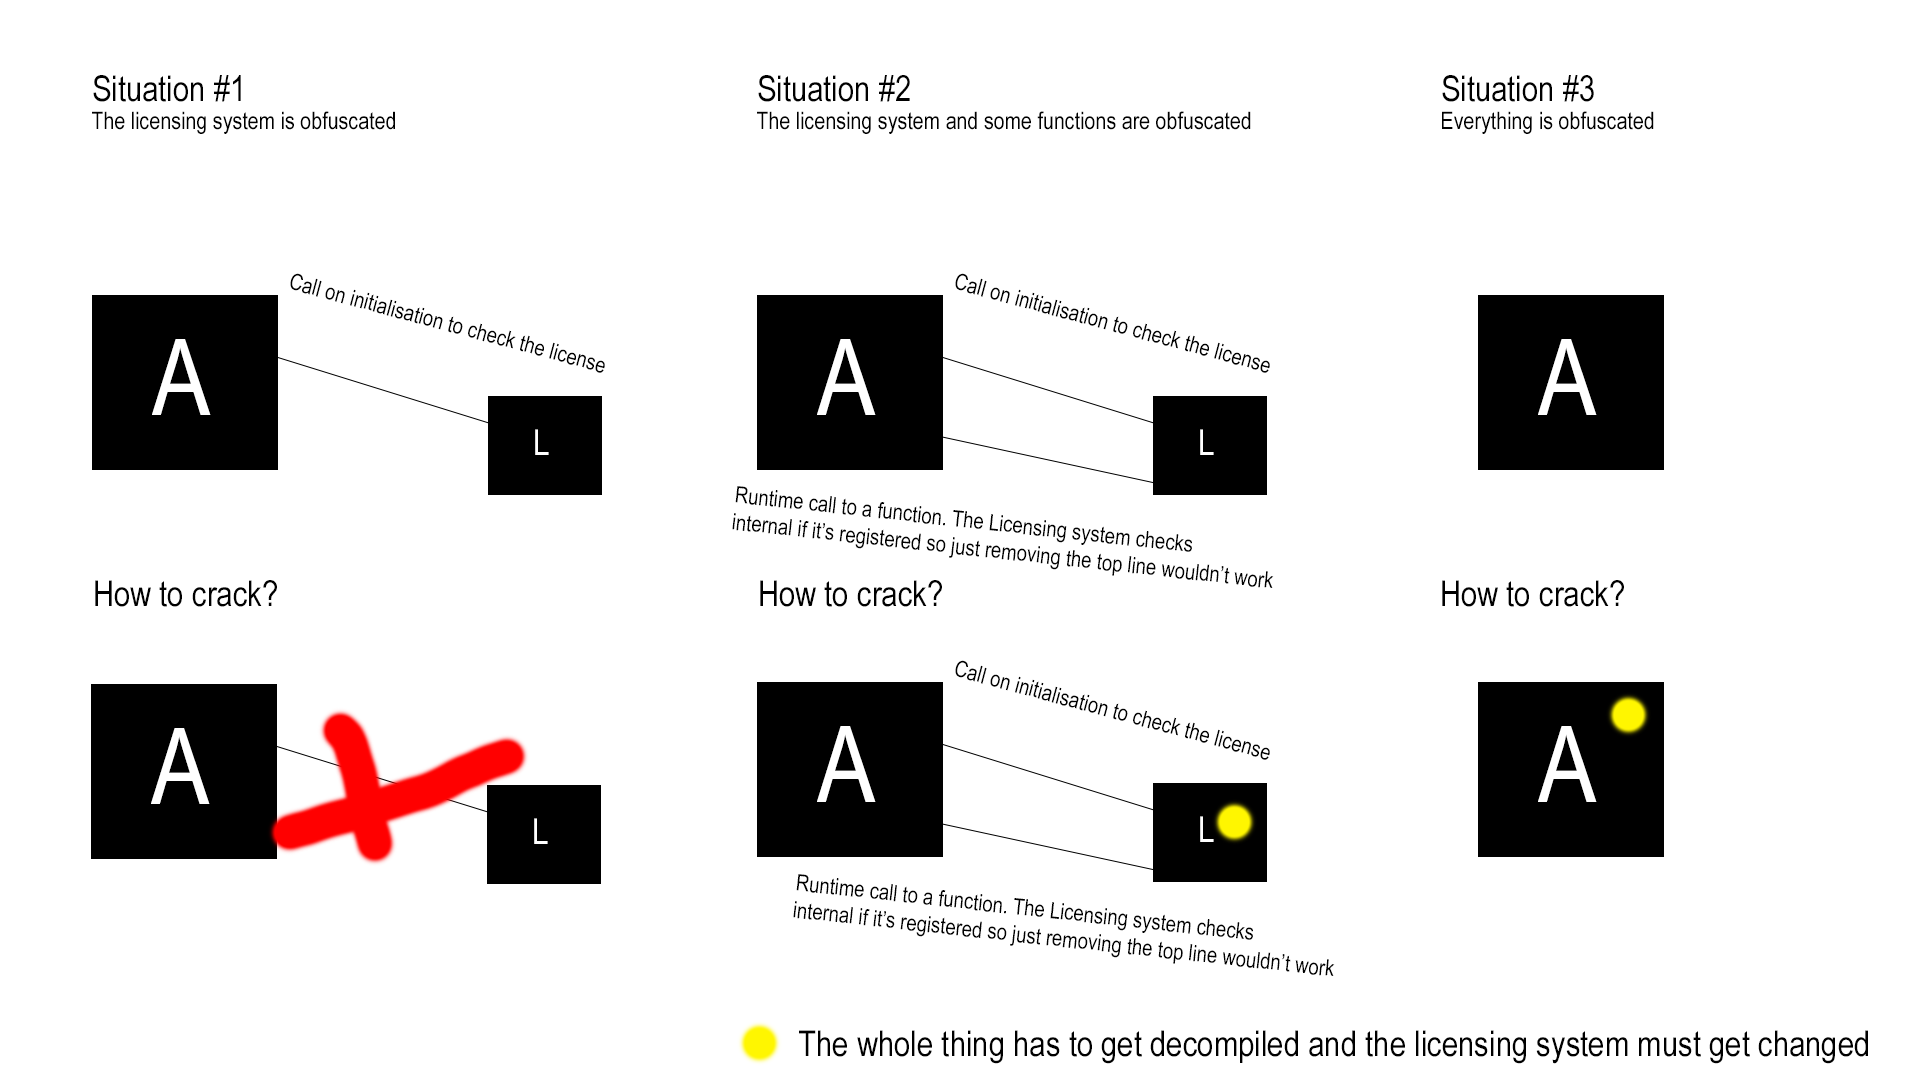 Situation #1
The licensing system is obfuscated
Call on initialisation to check the license
A
L
How to crack?
A
L
Situation #2
The licensing system and some functions are obfuscated
Call on initialisation to check the license
A
L
Runtime call to a function. The Licensing system checks
internal if it's registered so just removing the top line wouldn't work
How to crack?
Call on initialisation to check the license
A
L
Runtime call to a function. The Licensing system checks
internal if it's registered so just removing the top line wouldn't work
Situation #3
Everything is obfuscated
A
How to crack?
A
The whole thing has to get decompiled and the licensing system must get changed